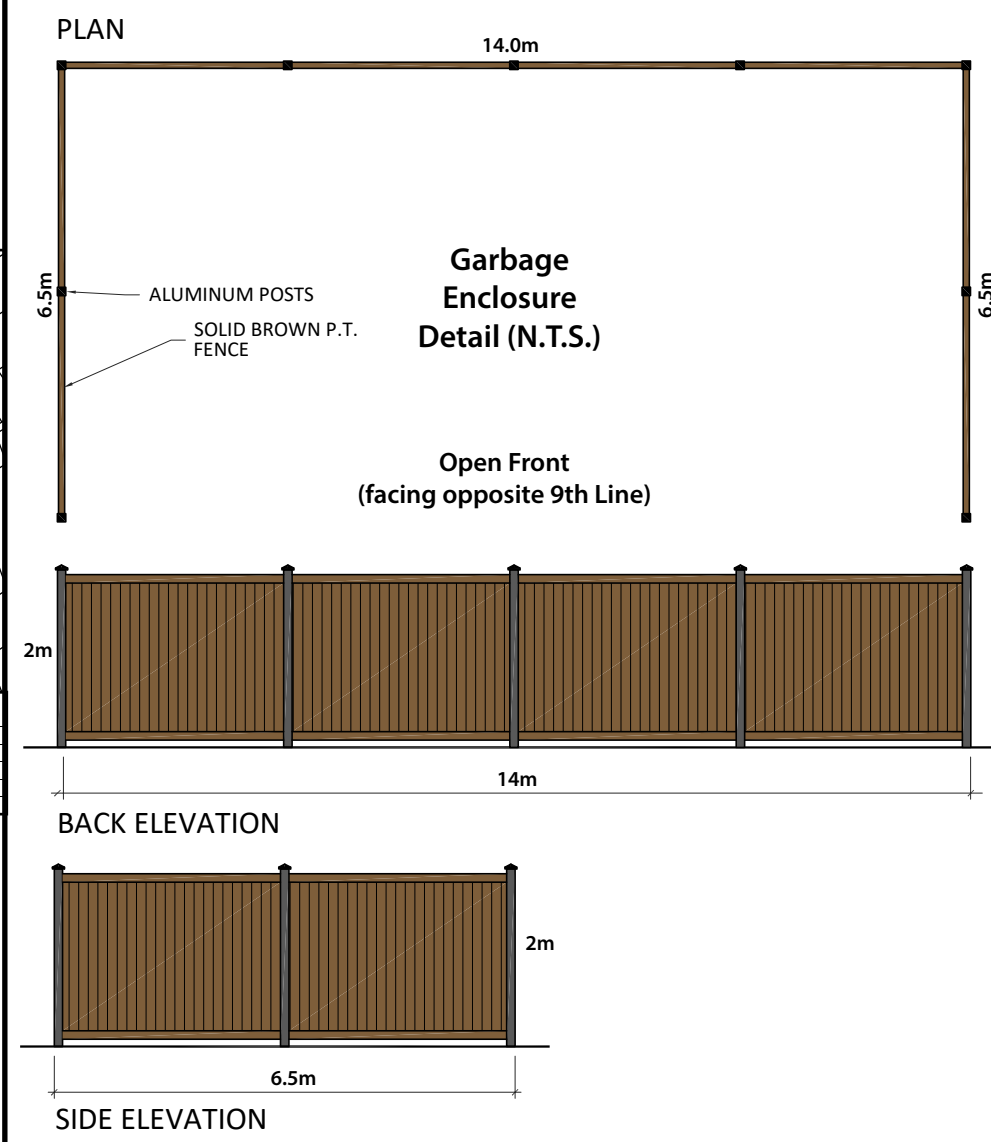 PLAN
14.0m
6.5m
6.5m
ALUMINUM POSTS
SOLID BROWN P.T.
FENCE
Garbage
Enclosure
Detail (N.T.S.)
Open Front
(facing opposite 9th Line)
2m
14m
BACK ELEVATION
2m
6.5m
SIDE ELEVATION